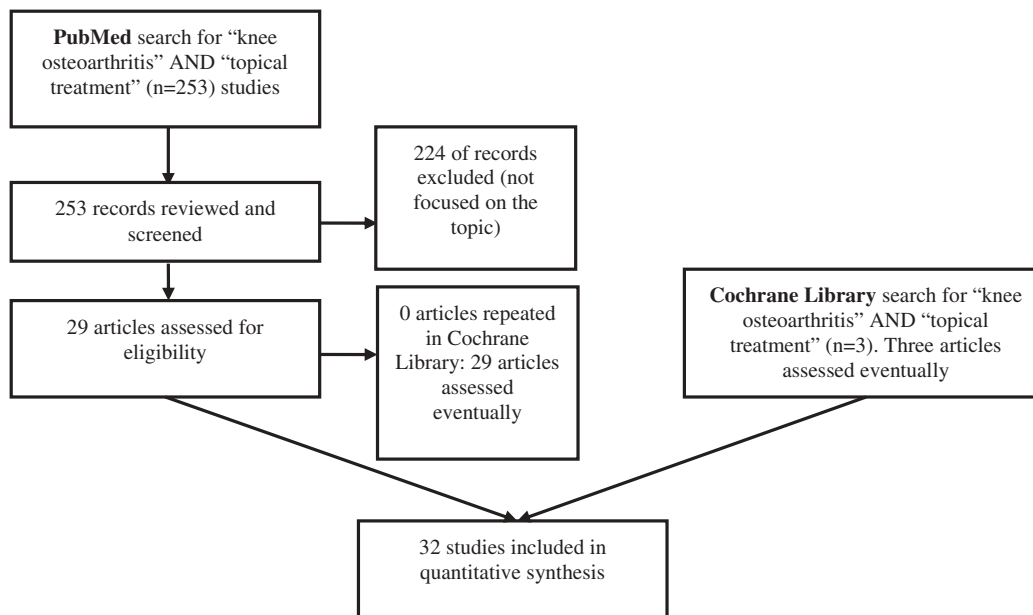 PubMed search for “knee
osteoarthritis” AND “topical
treatment” (n=253) studies
224 of records
excluded (not
focused on the
topic)
253 records reviewed and
screened
29 articles assessed for
eligibility
0 articles repeated
in Cochrane
Library: 29 articles
assessed
eventually
Cochrane Library search for “knee
osteoarthritis” AND “topical
treatment” (n=3). Three articles
assessed eventually
32 studies included in
quantitative synthesis